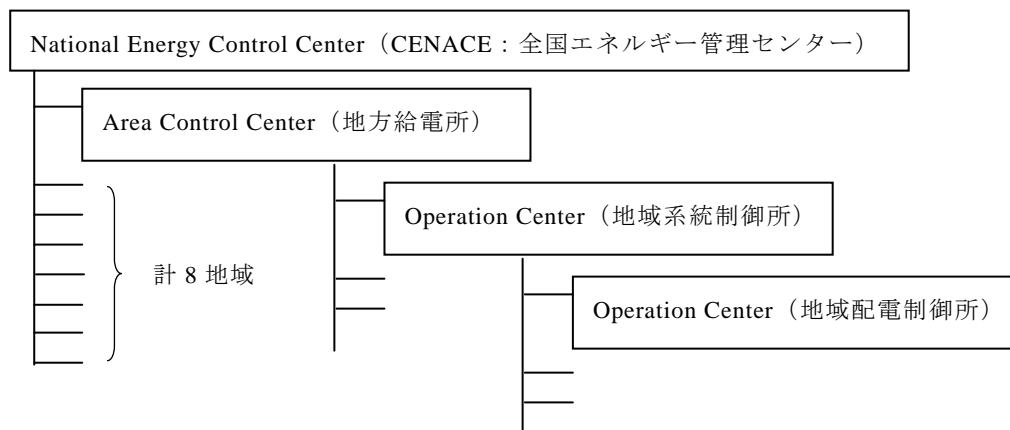 National Energy Control Center（CENACE：全国エネルギー管理センター）
Area Control Center（地方給電所）
Operation Center（地域系統制御所）
計 8 地域
Operation Center（地域配電制御所）